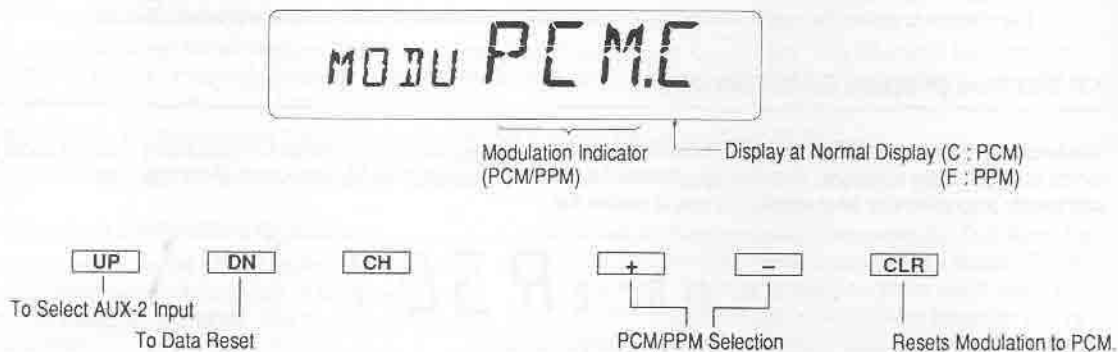 MODU PCM.C
Modulation Indicator
(PCM/PPM)
Display at Normal Display (C : PCM)
(F : PPM)
UP DN CH + − CLR
To Select AUX-2 Input
To Data Reset
PCM/PPM Selection
Resets Modulation to PCM.